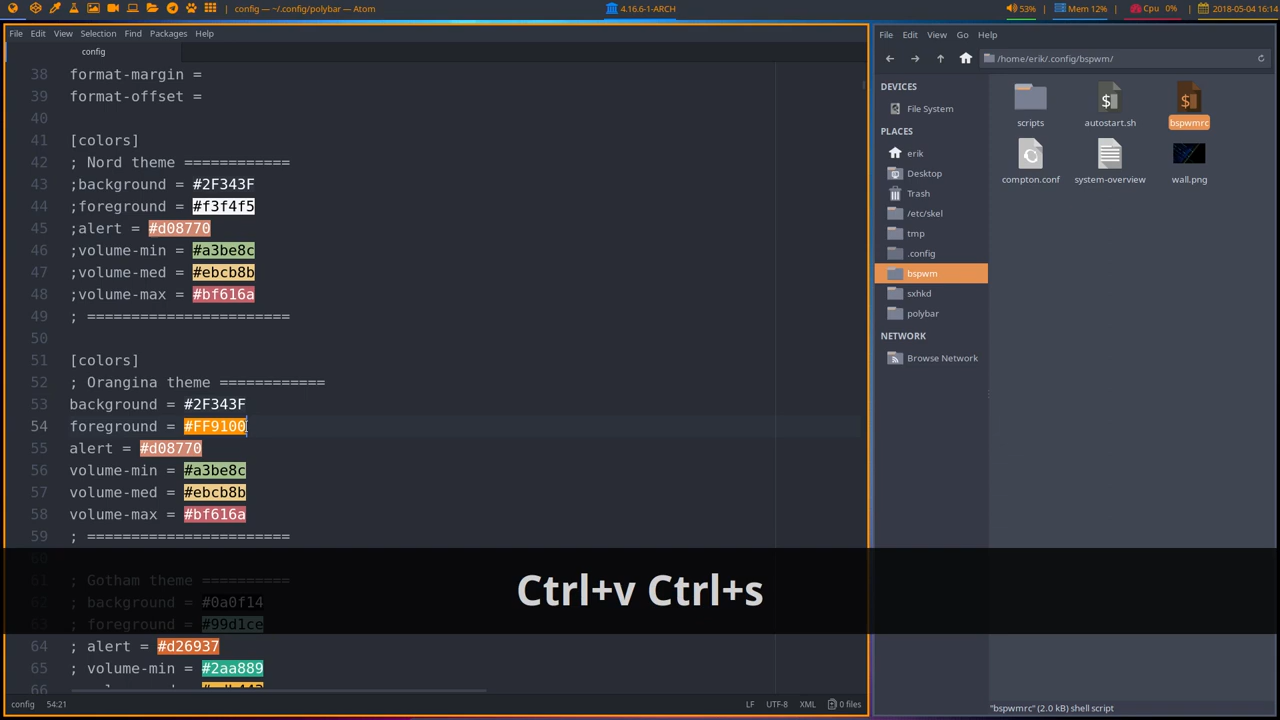 config — ~/.config/polybar — Atom
4.16.6-1-ARCH
53%
Mem 12%
Cpu 0%
2018-05-04 16:14
File Edit View Selection Find Packages Help
config
38 format-margin =
39 format-offset =
40
41 [colors]
42 ; Nord theme ============
43 ;background = #2F343F
44 ;foreground = #f3f4f5
45 ;alert = #d08770
46 ;volume-min = #a3be8c
47 ;volume-med = #ebcb8b
48 ;volume-max = #bf616a
49 ; =======================
50
51 [colors]
52 ; Orangina theme ============
53 background = #2F343F
54 foreground = #FF9100
55 alert = #d08770
56 volume-min = #a3be8c
57 volume-med = #ebcb8b
58 volume-max = #bf616a
59 ; =======================
60
61 ; Gotham theme ==========
62 ; background = #0a0f14
63 ; foreground = #99d1ce
64 ; alert = #d26937
65 ; volume-min = #2aa889
66
Ctrl+v Ctrl+s
config 54:21
LF UTF-8 XML 0 files
File Edit View Go Help
/home/erik/.config/bspwm/
DEVICES
File System
PLACES
erik
Desktop
Trash
/etc/skel
tmp
.config
bspwm
sxhkd
polybar
NETWORK
Browse Network
scripts
autostart.sh
bspwmrc
compton.conf
system-overview
wall.png
"bspwmrc" (2.0 kB) shell script